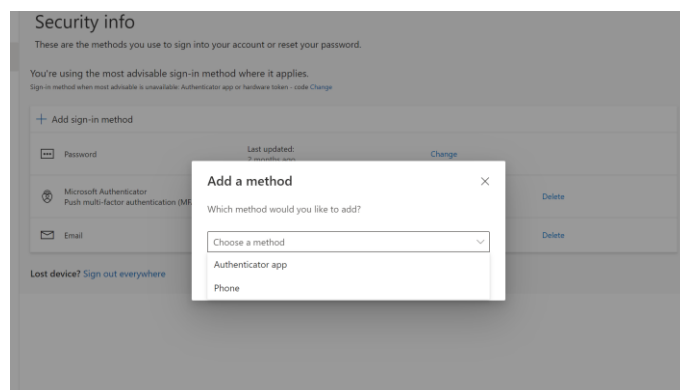 Security info
These are the methods you use to sign into your account or reset your password.
You're using the most advisable sign-in method where it applies.
Sign-in method when most advisable is unavailable: Authenticator app or hardware token - code Change
Add sign-in method
Password
Last updated:
2 months ago
Change
Microsoft Authenticator
Push multi-factor authentication (MF
Delete
Email
Delete
Lost device? Sign out everywhere
Add a method
Which method would you like to add?
Choose a method
Authenticator app
Phone